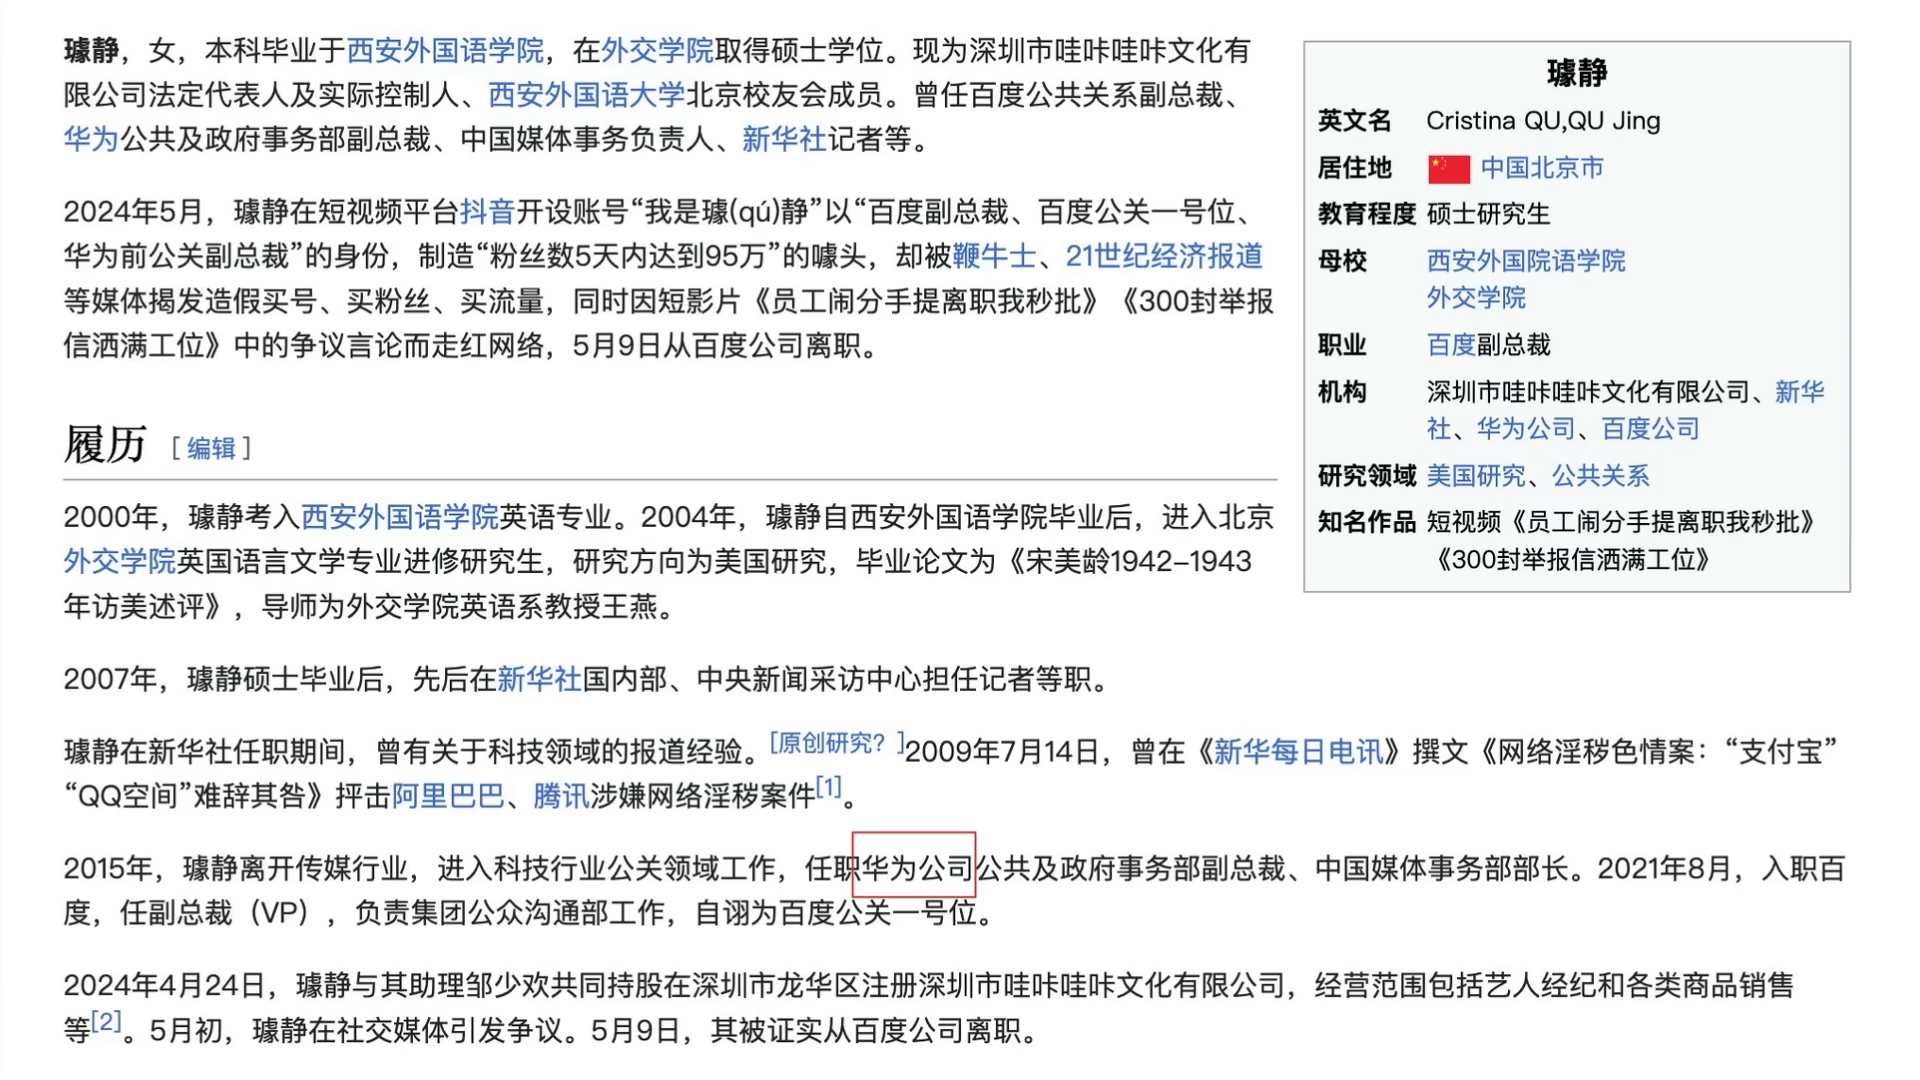 璩静，女，本科毕业于西安外国语学院，在外交学院取得硕士学位。现为深圳市哇咔哇咔文化有
限公司法定代表人及实际控制人、西安外国语大学北京校友会成员。曾任百度公共关系副总裁、
华为公共及政府事务部副总裁、中国媒体事务负责人、新华社记者等。
2024年5月，璩静在短视频平台抖音开设账号“我是璩(qú)静”以“百度副总裁、百度公关一号位、
华为前公关副总裁”的身份，制造“粉丝数5天内达到95万”的噱头，却被鞭牛士、21世纪经济报道
等媒体揭发造假买号、买粉丝、买流量，同时因短影片《员工闹分手提离职我秒批》《300封举报
信洒满工位》中的争议言论而走红网络，5月9日从百度公司离职。
履历 [ 编辑 ]
2000年，璩静考入西安外国语学院英语专业。2004年，璩静自西安外国语学院毕业后，进入北京
外交学院英国语言文学专业进修研究生，研究方向为美国研究，毕业论文为《宋美龄1942–1943
年访美述评》，导师为外交学院英语系教授王燕。
2007年，璩静硕士毕业后，先后在新华社国内部、中央新闻采访中心担任记者等职。
璩静在新华社任职期间，曾有关于科技领域的报道经验。[原创研究？]2009年7月14日，曾在《新华每日电讯》撰文《网络淫秽色情案：“支付宝”
“QQ空间”难辞其咎》抨击阿里巴巴、腾讯涉嫌网络淫秽案件[1]。
2015年，璩静离开传媒行业，进入科技行业公关领域工作，任职华为公司公共及政府事务部副总裁、中国媒体事务部部长。2021年8月，入职百
度，任副总裁（VP），负责集团公众沟通部工作，自诩为百度公关一号位。
2024年4月24日，璩静与其助理邹少欢共同持股在深圳市龙华区注册深圳市哇咔哇咔文化有限公司，经营范围包括艺人经纪和各类商品销售
等[2]。5月初，璩静在社交媒体引发争议。5月9日，其被证实从百度公司离职。
璩静
英文名 Cristina QU,QU Jing
居住地 中国北京市
教育程度 硕士研究生
母校 西安外国院语学院
外交学院
职业 百度副总裁
机构 深圳市哇咔哇咔文化有限公司、新华
社、华为公司、百度公司
研究领域 美国研究、公共关系
知名作品 短视频《员工闹分手提离职我秒批》
《300封举报信洒满工位》